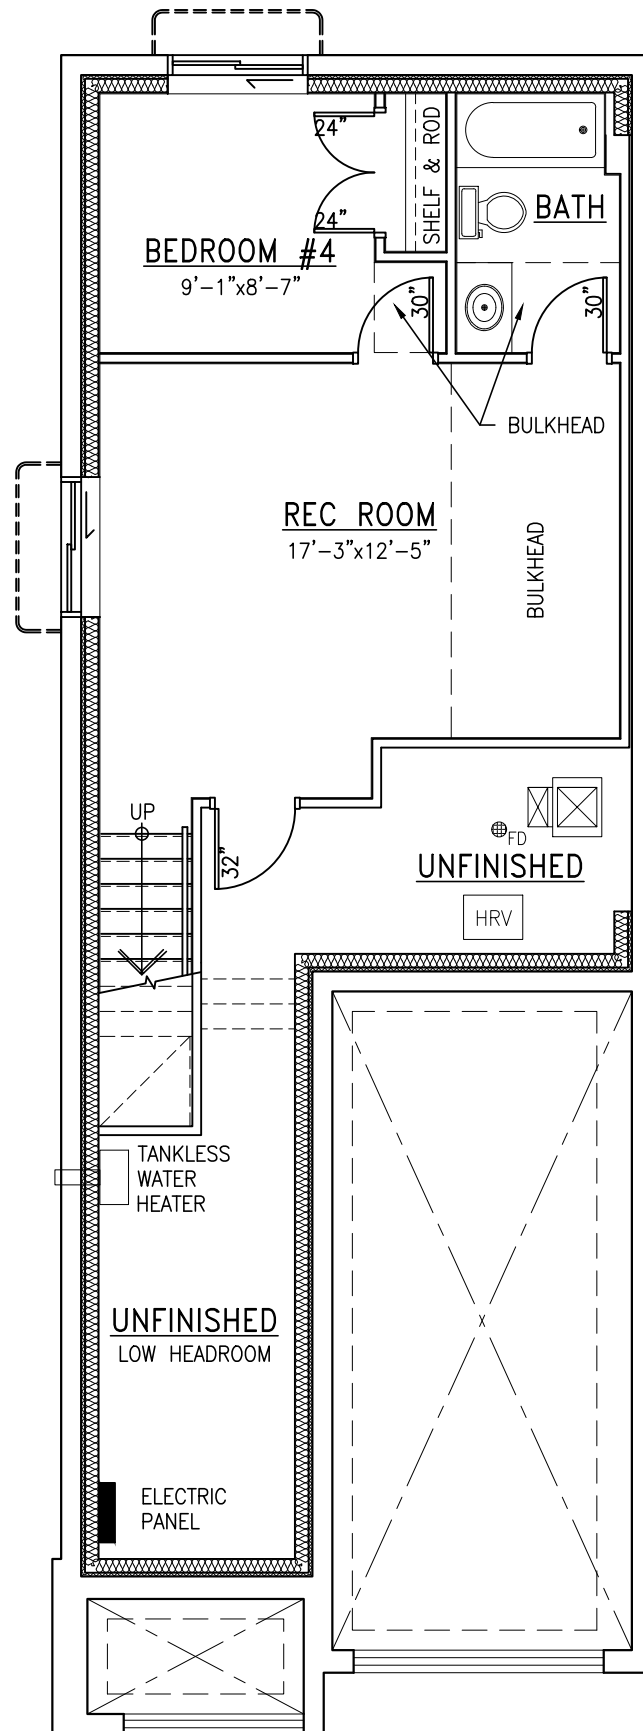 24"
24"
SHELF & ROD
BATH
BEDROOM #4
9'-1"x8'-7"
30"
30"
BULKHEAD
REC ROOM
17'-3"x12'-5"
BULKHEAD
UP
32"
FD
UNFINISHED
HRV
TANKLESS
WATER
HEATER
UNFINISHED
LOW HEADROOM
ELECTRIC
PANEL